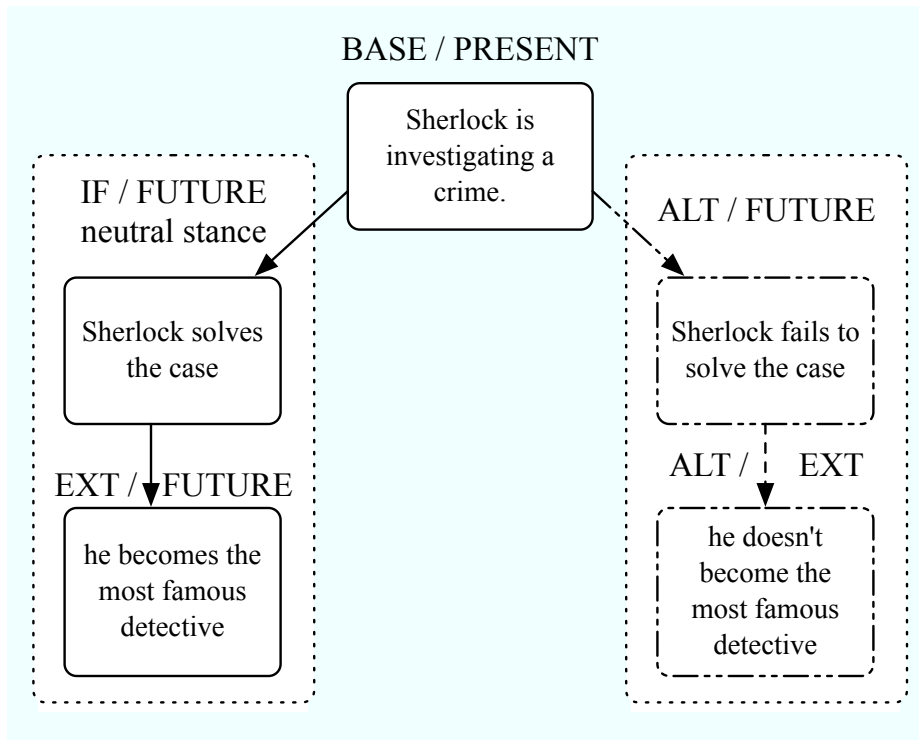 BASE / PRESENT
Sherlock is
investigating a
crime.
IF / FUTURE
neutral stance
Sherlock solves
the case
EXT / FUTURE
he becomes the
most famous
detective
ALT / FUTURE
Sherlock fails to
solve the case
ALT / EXT
he doesn't
become the
most famous
detective